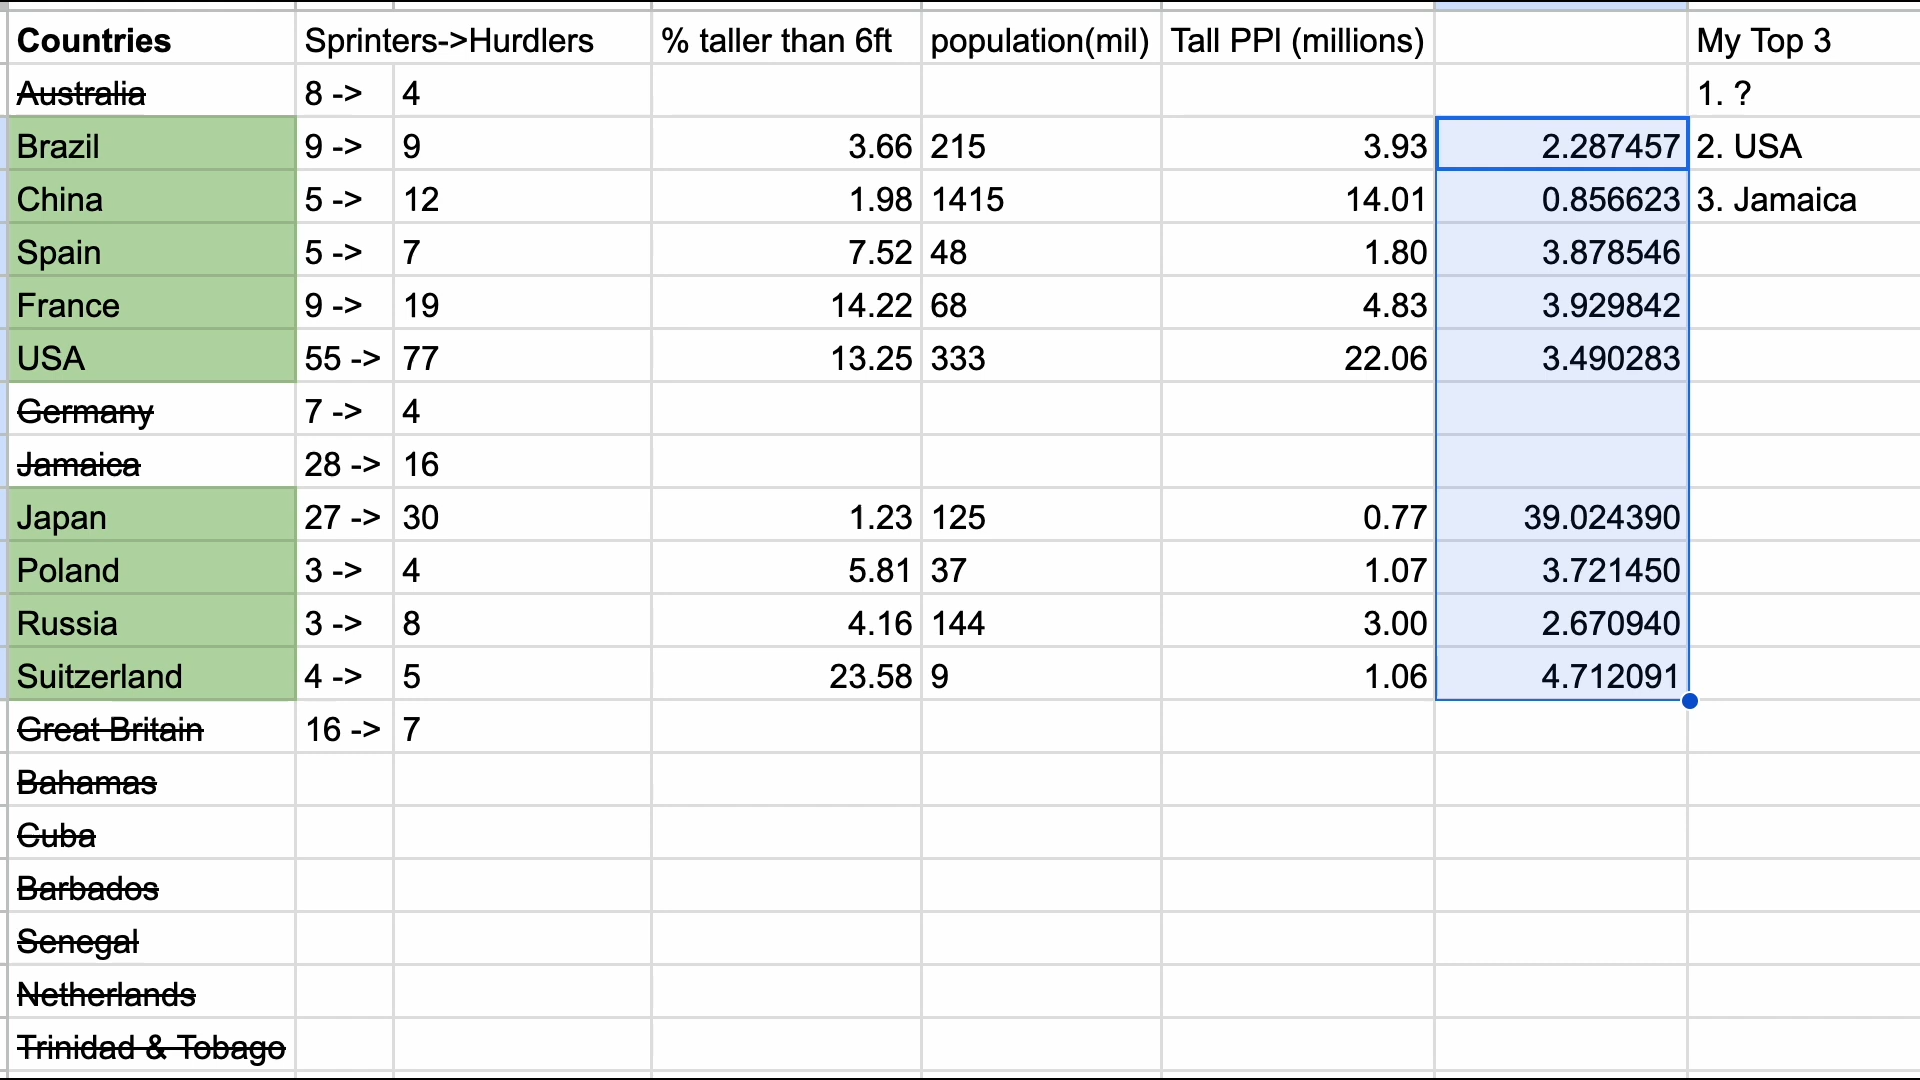 Countries Sprinters->Hurdlers % taller than 6ft population(mil) Tall PPl (millions) My Top 3
Australia 8 -> 4 1. ?
Brazil 9 -> 9 3.66 215 3.93 2.287457 2. USA
China 5 -> 12 1.98 1415 14.01 0.856623 3. Jamaica
Spain 5 -> 7 7.52 48 1.80 3.878546
France 9 -> 19 14.22 68 4.83 3.929842
USA 55 -> 77 13.25 333 22.06 3.490283
Germany 7 -> 4
Jamaica 28 -> 16
Japan 27 -> 30 1.23 125 0.77 39.024390
Poland 3 -> 4 5.81 37 1.07 3.721450
Russia 3 -> 8 4.16 144 3.00 2.670940
Suitzerland 4 -> 5 23.58 9 1.06 4.712091
Great Britain 16 -> 7
Bahamas
Cuba
Barbados
Senegal
Netherlands
Trinidad & Tobago